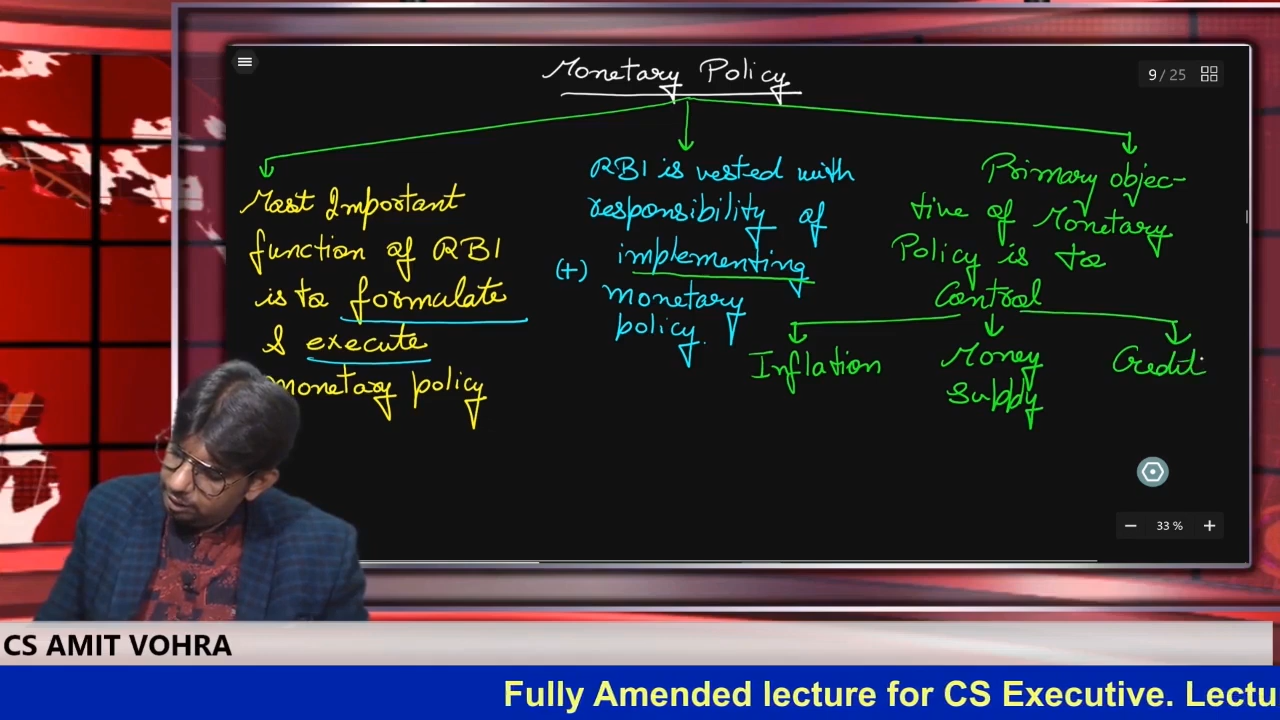 Monetary Policy
9 / 25
Most Important
function of RBI
is to formulate
& execute
monetary policy
RBI is vested with
responsibility of
(+) implementing
monetary
policy.
Primary objec-
tive of Monetary
Policy is to
Control
Inflation
Money
Supply
Credit
33 %
CS AMIT VOHRA
Fully Amended lecture for CS Executive. Lectu